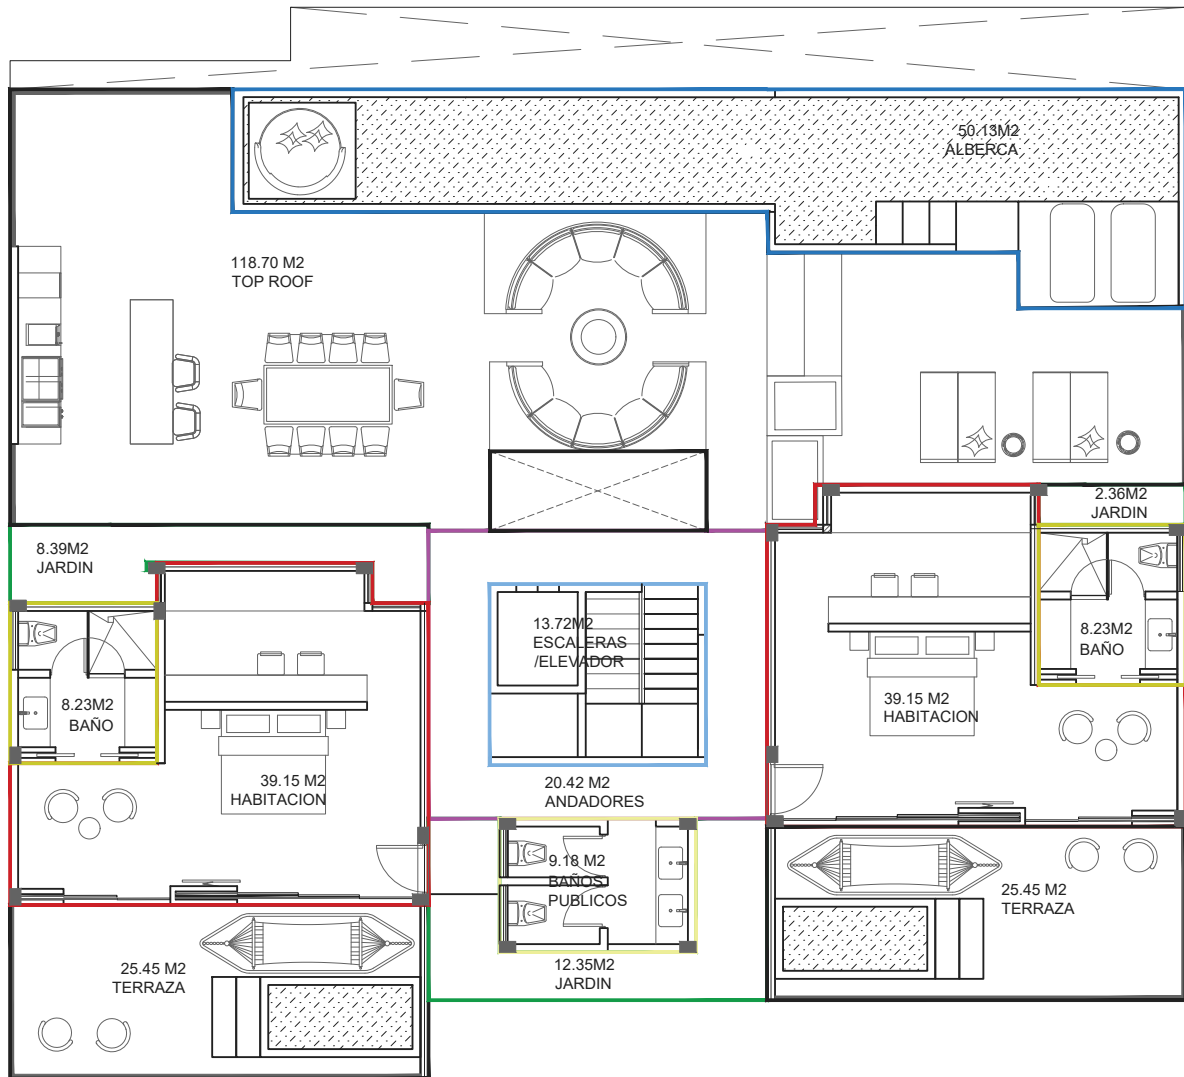 50.13M2
ALBERCA
118.70 M2
TOP ROOF
2.36M2
JARDIN
8.39M2
JARDIN
13.72M2
ESCALERAS
/ELEVADOR
8.23M2
BAÑO
8.23M2
BAÑO
39.15 M2
HABITACION
39.15 M2
HABITACION
20.42 M2
ANDADORES
9.18 M2
BAÑOS
PUBLICOS
25.45 M2
TERRAZA
25.45 M2
TERRAZA
12.35M2
JARDIN